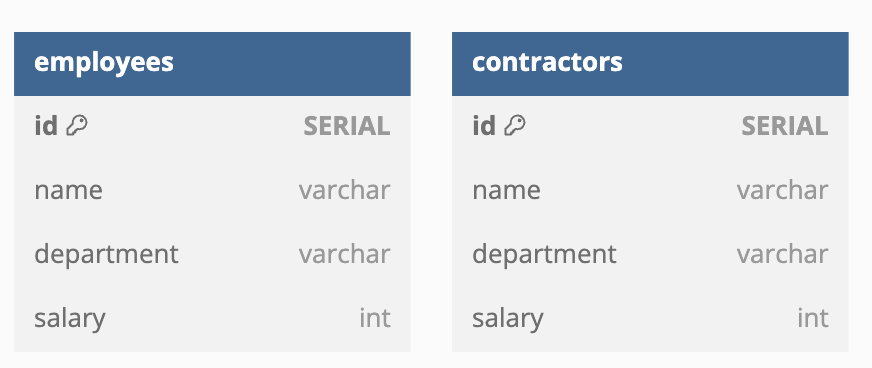 employees
id SERIAL
name varchar
department varchar
salary int
contractors
id SERIAL
name varchar
department varchar
salary int